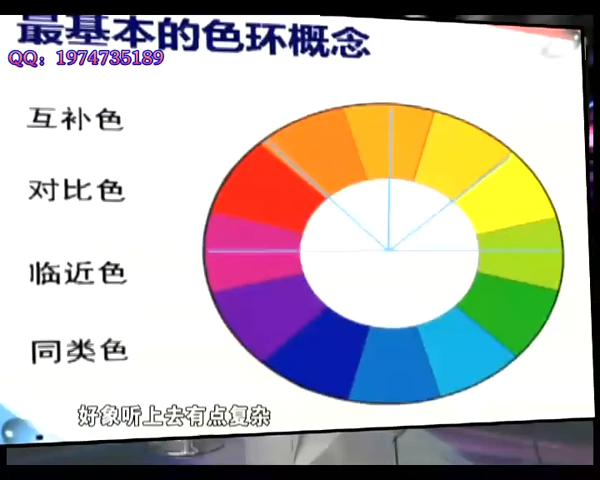 最基本的色环概念
QQ：1974735189
互补色
对比色
临近色
同类色
好象听上去有点复杂